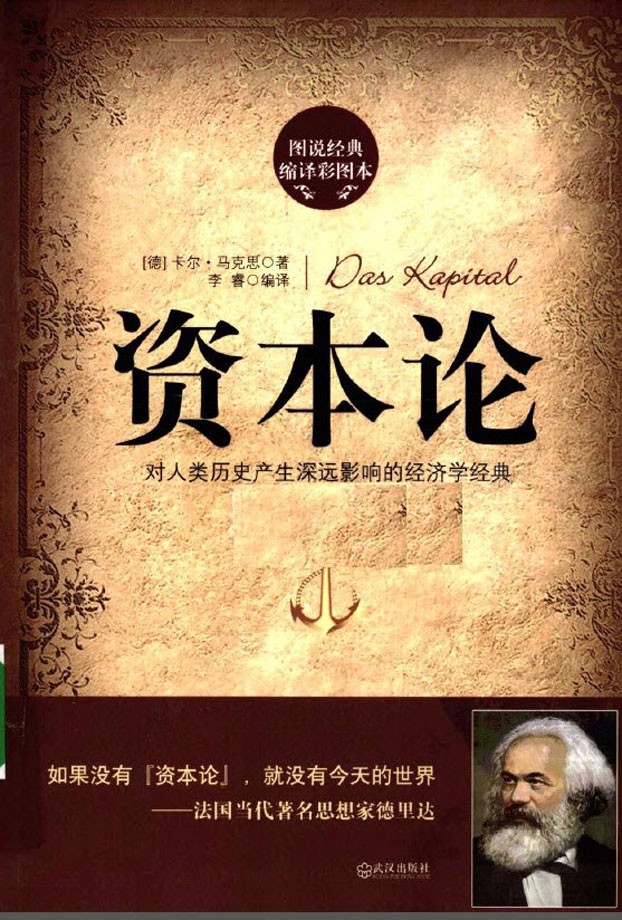 图说经典
缩译彩图本
[德] 卡尔·马克思○著
李 睿○编译
Das Kapital
资本论
对人类历史产生深远影响的经济学经典
如果没有『资本论』，就没有今天的世界
——法国当代著名思想家德里达
武汉出版社
WUHAN PUBLISHING HOUSE